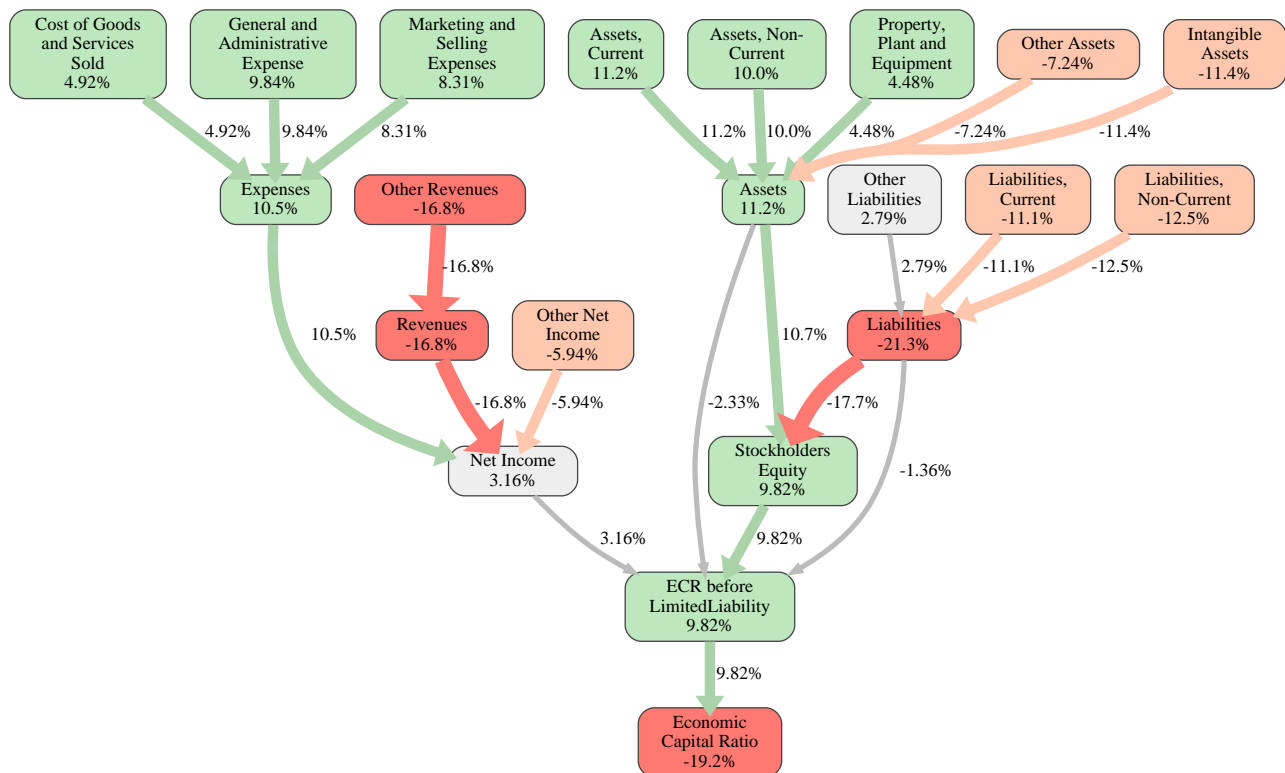 Cost of Goods
and Services
Sold
4.92%
General and
Administrative
Expense
9.84%
Marketing and
Selling
Expenses
8.31%
Assets,
Current
11.2%
Assets, Non-
Current
10.0%
Property,
Plant and
Equipment
4.48%
Other Assets
-7.24%
Intangible
Assets
-11.4%
4.92%
9.84%
8.31%
11.2%
10.0%
4.48%
-7.24%
-11.4%
Expenses
10.5%
Other Revenues
-16.8%
Assets
11.2%
Other
Liabilities
2.79%
Liabilities,
Current
-11.1%
Liabilities,
Non-Current
-12.5%
-16.8%
2.79%
-11.1%
-12.5%
10.5%
Revenues
-16.8%
Other Net
Income
-5.94%
10.7%
Liabilities
-21.3%
-16.8%
-5.94%
-2.33%
-17.7%
Net Income
3.16%
Stockholders
Equity
9.82%
-1.36%
3.16%
9.82%
ECR before
LimitedLiability
9.82%
9.82%
Economic
Capital Ratio
-19.2%